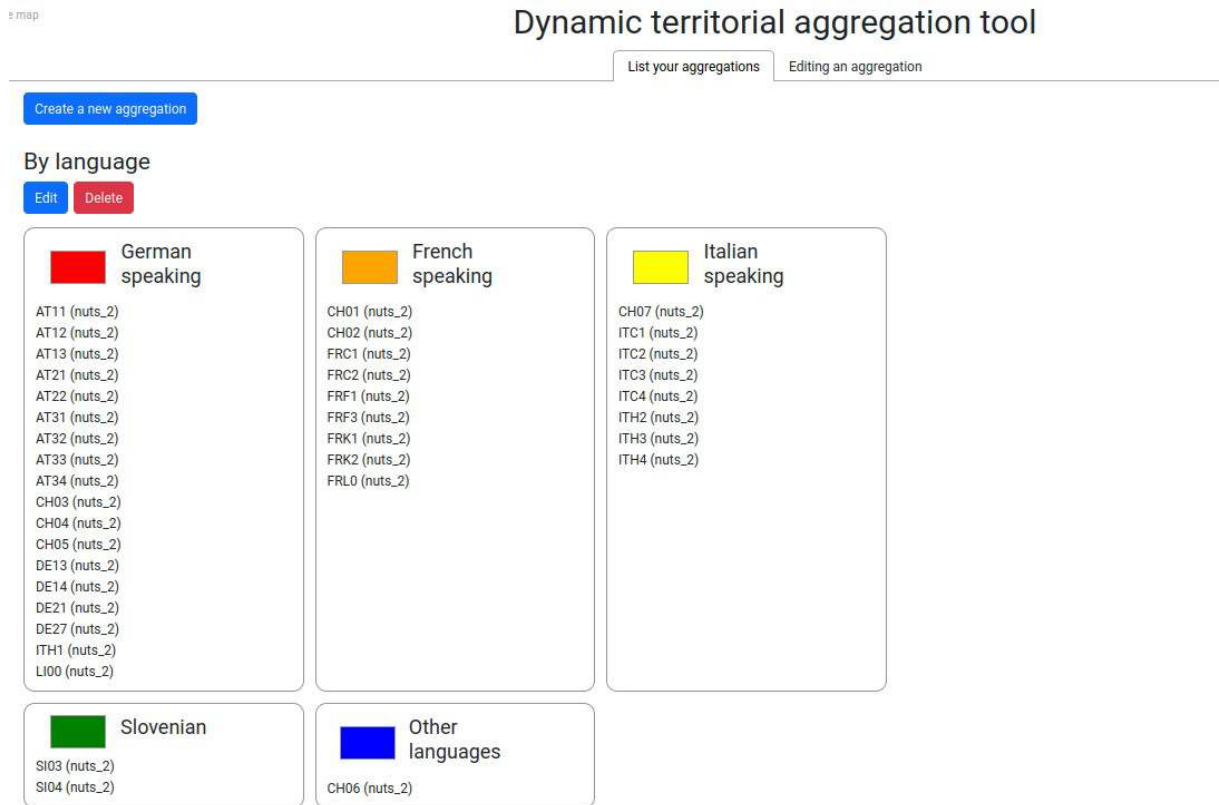 e map
Dynamic territorial aggregation tool
List your aggregations
Editing an aggregation
Create a new aggregation
By language
Edit
Delete
German
speaking
AT11 (nuts_2)
AT12 (nuts_2)
AT13 (nuts_2)
AT21 (nuts_2)
AT22 (nuts_2)
AT31 (nuts_2)
AT32 (nuts_2)
AT33 (nuts_2)
AT34 (nuts_2)
CH03 (nuts_2)
CH04 (nuts_2)
CH05 (nuts_2)
DE13 (nuts_2)
DE14 (nuts_2)
DE21 (nuts_2)
DE27 (nuts_2)
ITH1 (nuts_2)
LI00 (nuts_2)
French
speaking
CH01 (nuts_2)
CH02 (nuts_2)
FRC1 (nuts_2)
FRC2 (nuts_2)
FRF1 (nuts_2)
FRF3 (nuts_2)
FRK1 (nuts_2)
FRK2 (nuts_2)
FRL0 (nuts_2)
Italian
speaking
CH07 (nuts_2)
ITC1 (nuts_2)
ITC2 (nuts_2)
ITC3 (nuts_2)
ITC4 (nuts_2)
ITH2 (nuts_2)
ITH3 (nuts_2)
ITH4 (nuts_2)
Slovenian
SI03 (nuts_2)
SI04 (nuts_2)
Other
languages
CH06 (nuts_2)